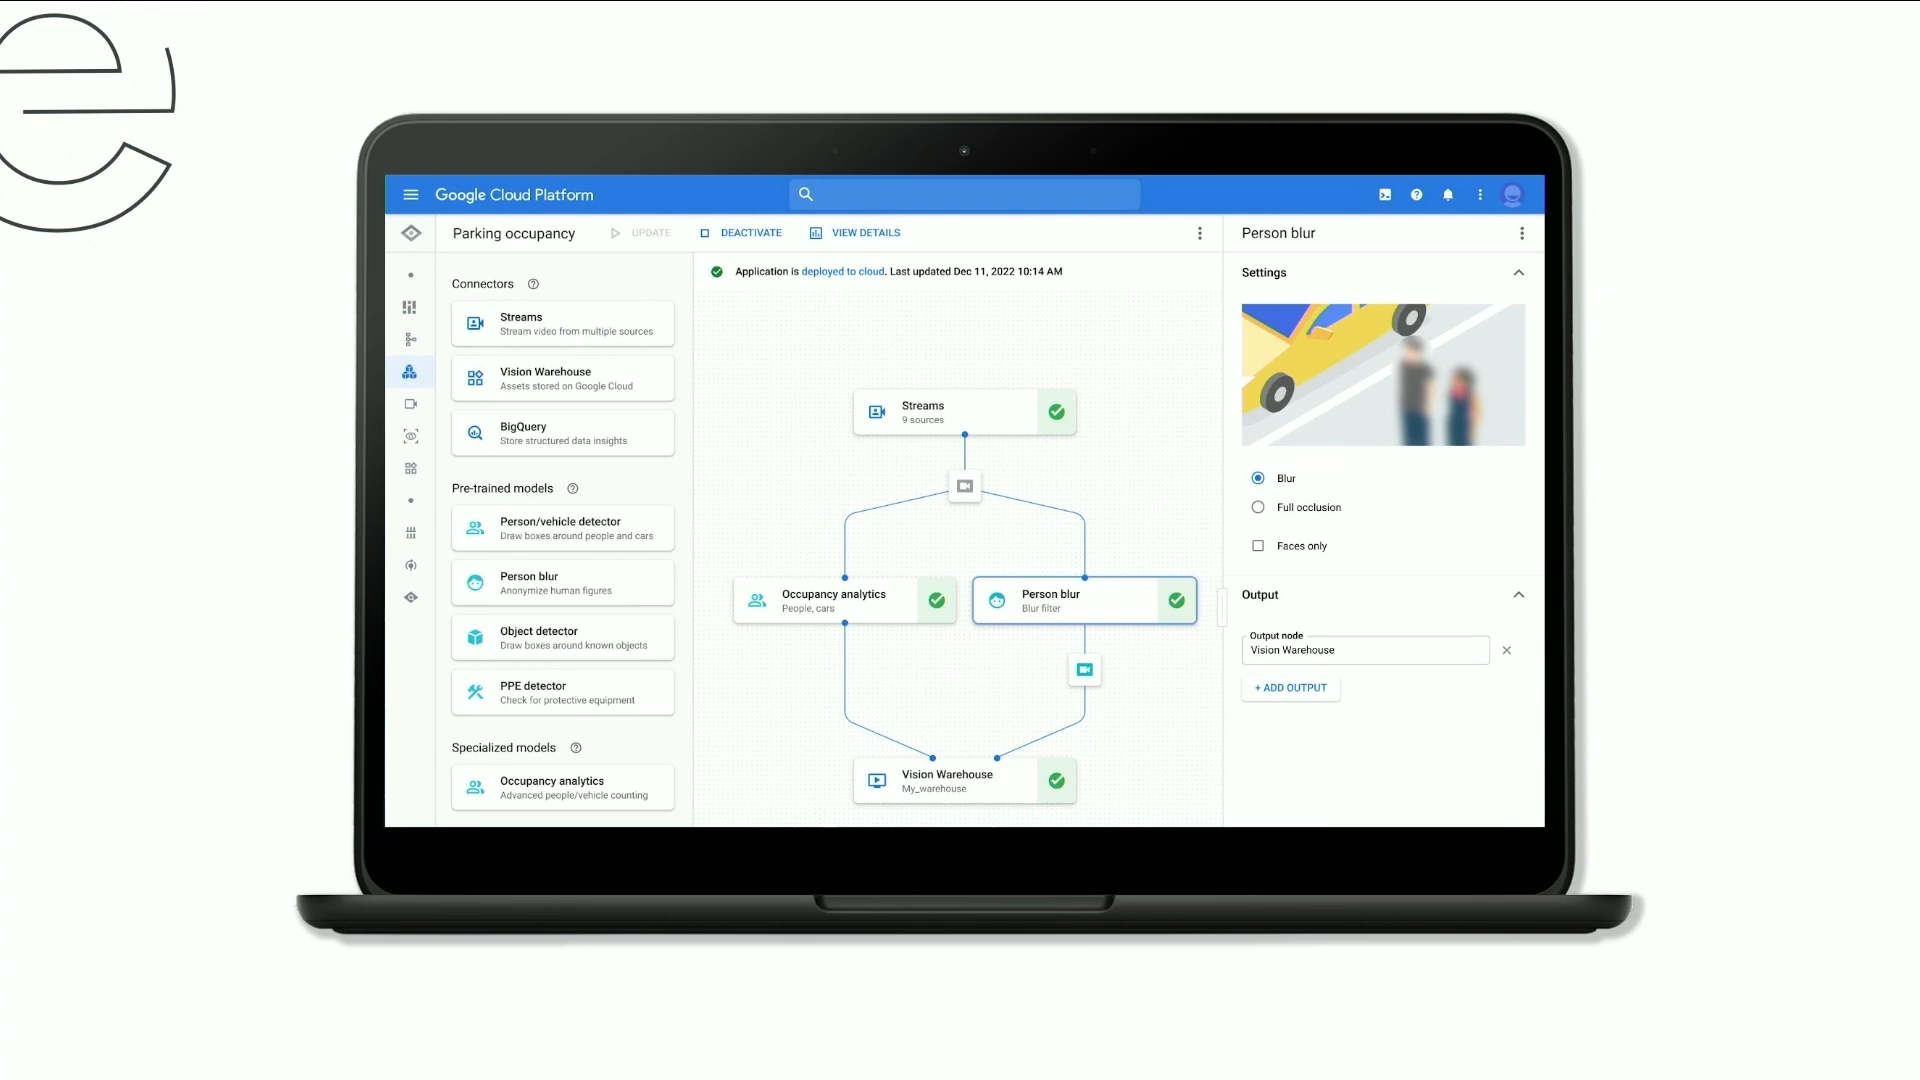 e
Google Cloud Platform
Parking occupancy
UPDATE
DEACTIVATE
VIEW DETAILS
Person blur
Application is deployed to cloud. Last updated Dec 11, 2022 10:14 AM
Connectors
Streams
Stream video from multiple sources
Vision Warehouse
Assets stored on Google Cloud
BigQuery
Store structured data insights
Pre-trained models
Person/vehicle detector
Draw boxes around people and cars
Person blur
Anonymize human figures
Object detector
Draw boxes around known objects
PPE detector
Check for protective equipment
Specialized models
Occupancy analytics
Advanced people/vehicle counting
Streams
9 sources
Occupancy analytics
People, cars
Person blur
Blur filter
Vision Warehouse
My_warehouse
Settings
Blur
Full occlusion
Faces only
Output
Output node
Vision Warehouse
+ ADD OUTPUT